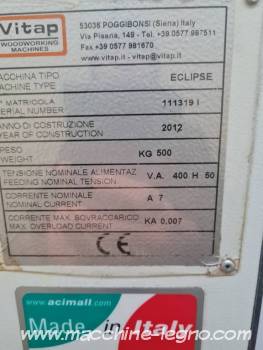 Vitap
WOODWORKING
MACHINES
53036 POGGIBONSI (Siena) Italy
Via Pisana, 149 - Tel. +39 0577 987511
Fax +39 0577 981670
www.vitap.it - vitap@vitap.it
MACCHINA TIPO
MACHINE TYPE
ECLIPSE
N° MATRICOLA
SERIAL NUMBER
111319 I
ANNO DI COSTRUZIONE
YEAR OF CONSTRUCTION
2012
PESO
WEIGHT
KG 500
TENSIONE NOMINALE ALIMENTAZ
FEEDING NOMINAL TENSION
V.A. 400 H 50
CORRENTE NOMINALE
NOMINAL CURRENT
A 7
CORRENTE MAX. SOVRACCARICO
MAX. OVERLOAD CURRENT
KA 0,007
CE
www.acimall.com
Made in Italy
www.macchine-legno.com